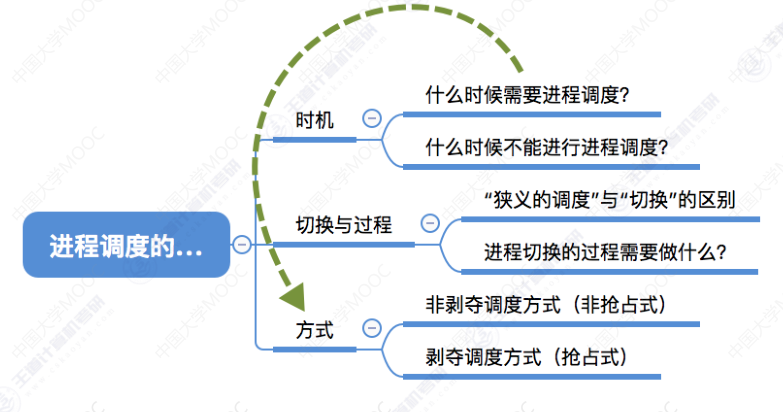 什么时候需要进程调度？
时机
什么时候不能进行进程调度？
“狭义的调度”与“切换”的区别
切换与过程
进程调度的...
进程切换的过程需要做什么？
非剥夺调度方式（非抢占式）
方式
剥夺调度方式（抢占式）
中国大学MOOC
王道计算机考研